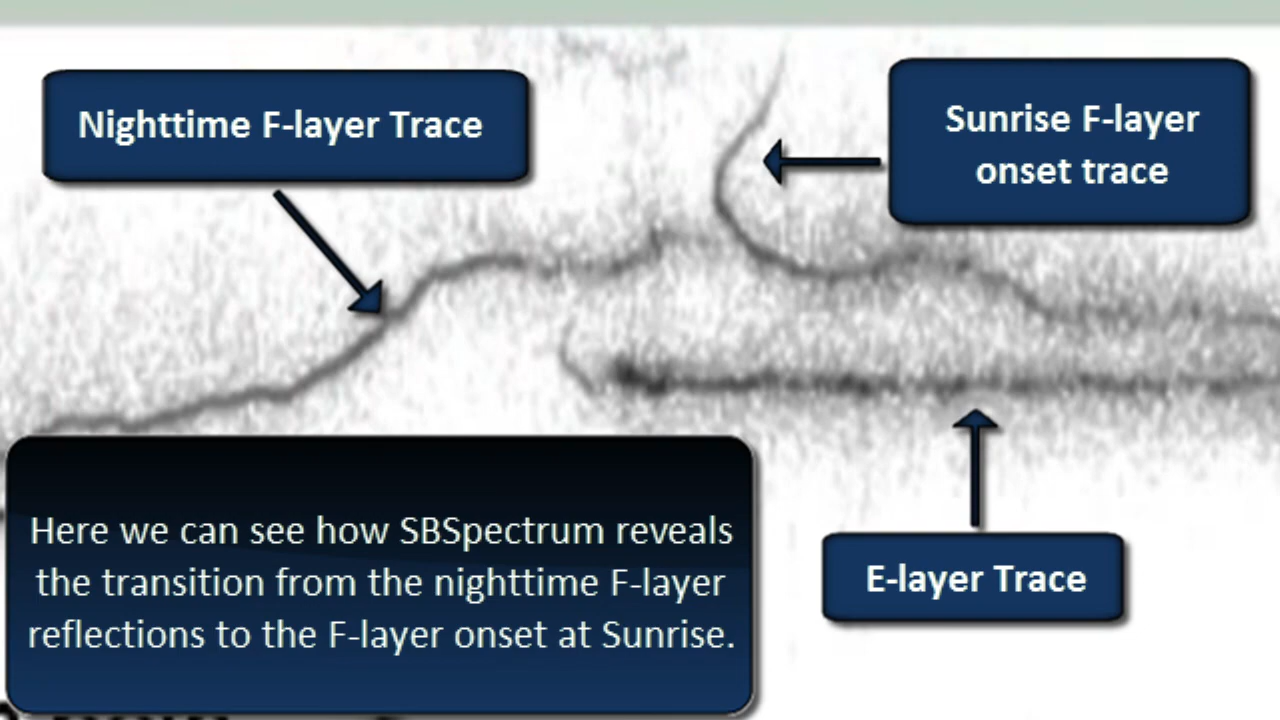 Nighttime F-layer Trace
Sunrise F-layer
onset trace
Here we can see how SBSpectrum reveals
the transition from the nighttime F-layer
reflections to the F-layer onset at Sunrise.
E-layer Trace